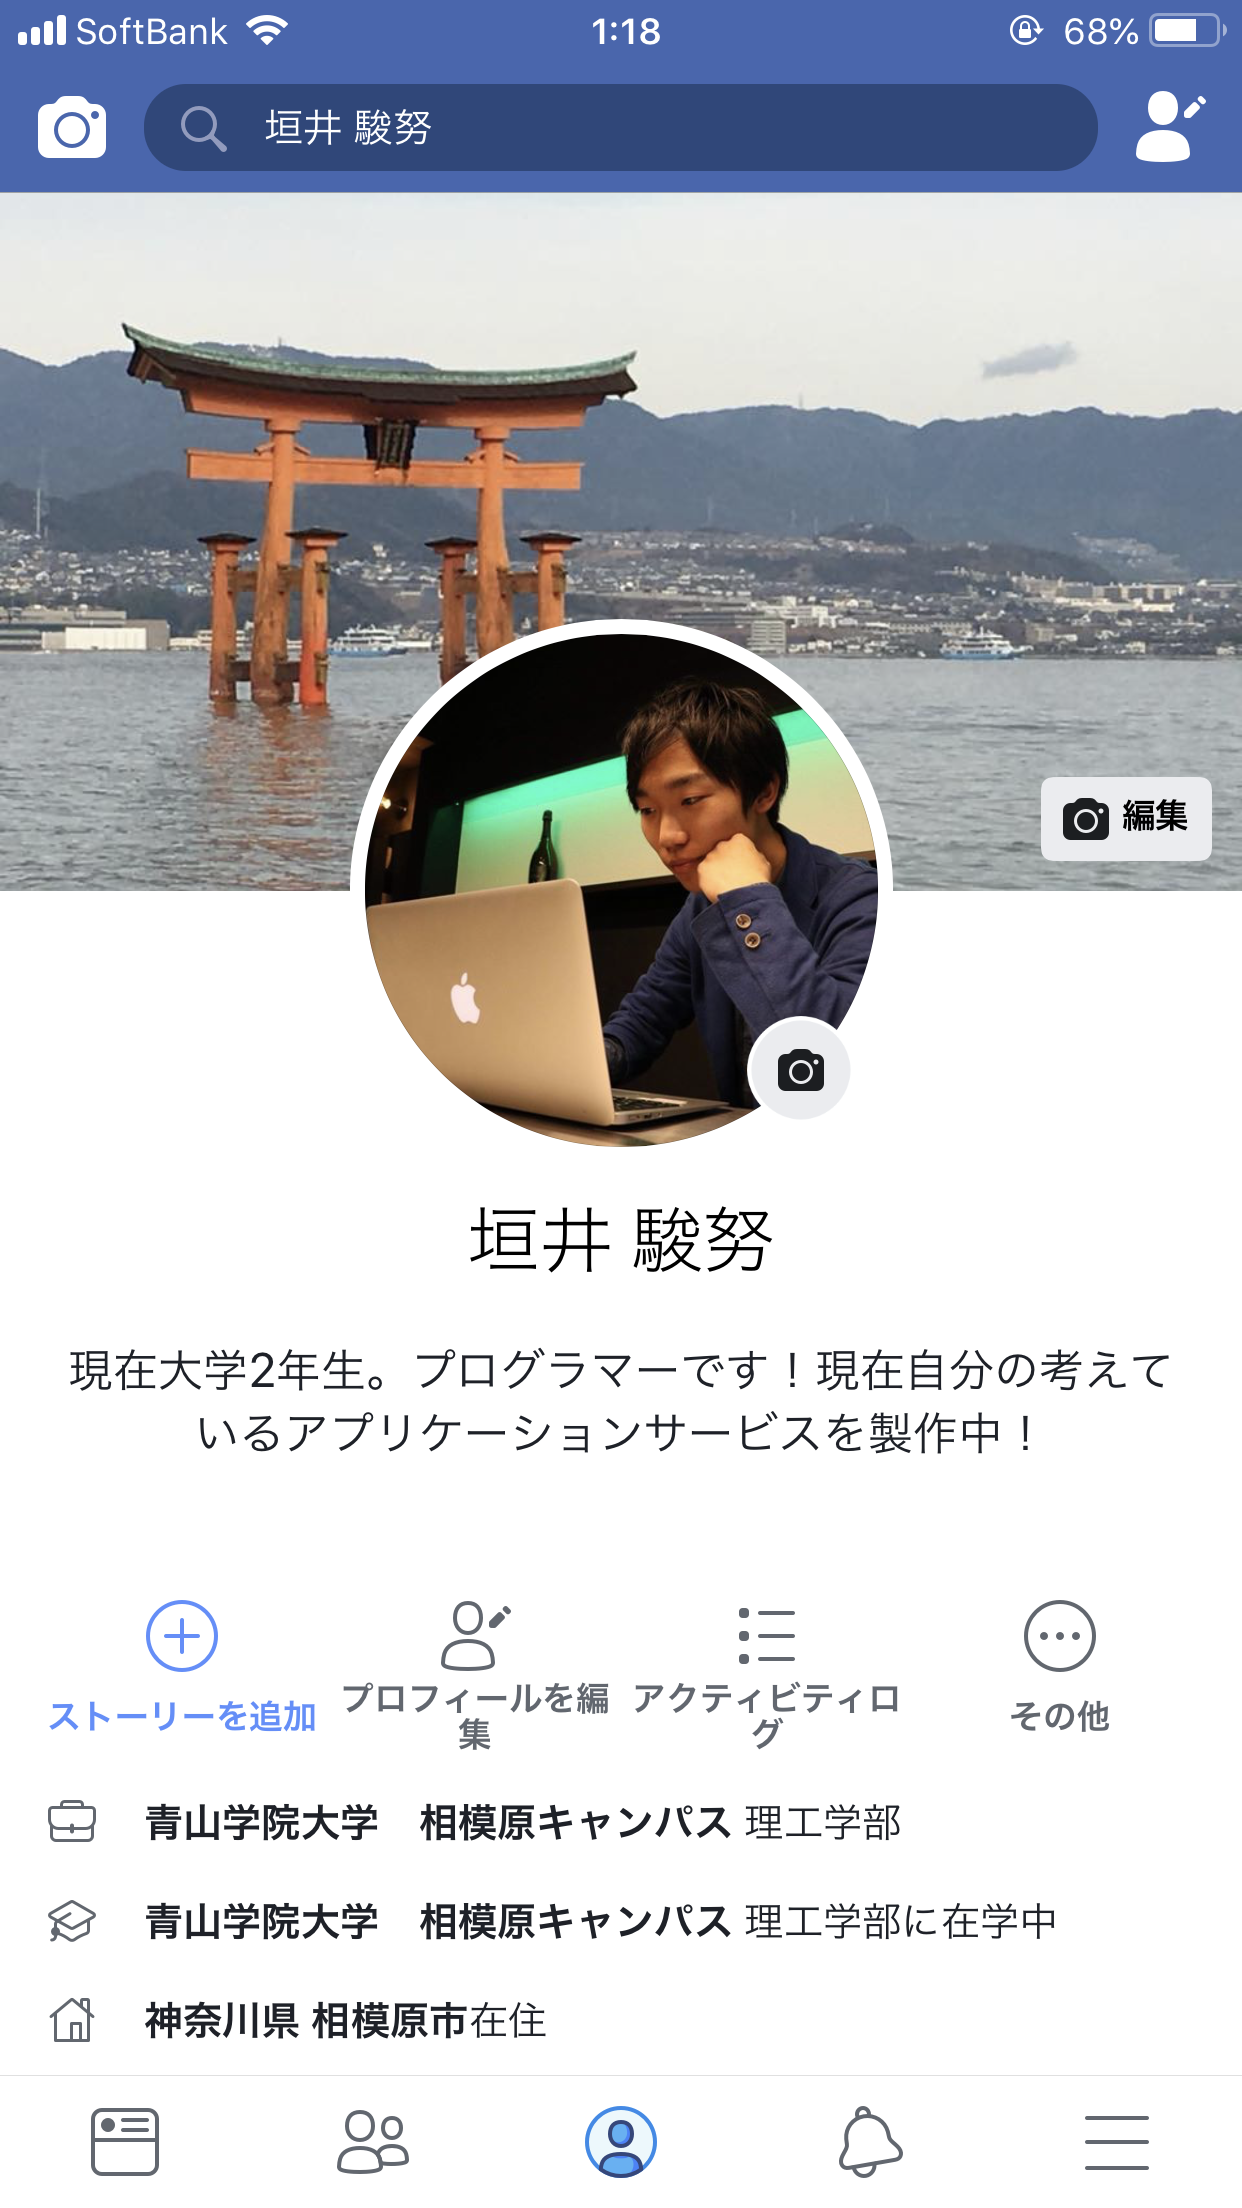 SoftBank 1:18 68%
垣井 駿努
編集
垣井 駿努
現在大学2年生。プログラマーです！現在自分の考えて
いるアプリケーションサービスを製作中！
ストーリーを追加
プロフィールを編
集
アクティビティロ
グ
その他
青山学院大学　相模原キャンパス 理工学部
青山学院大学　相模原キャンパス 理工学部に在学中
神奈川県 相模原市在住